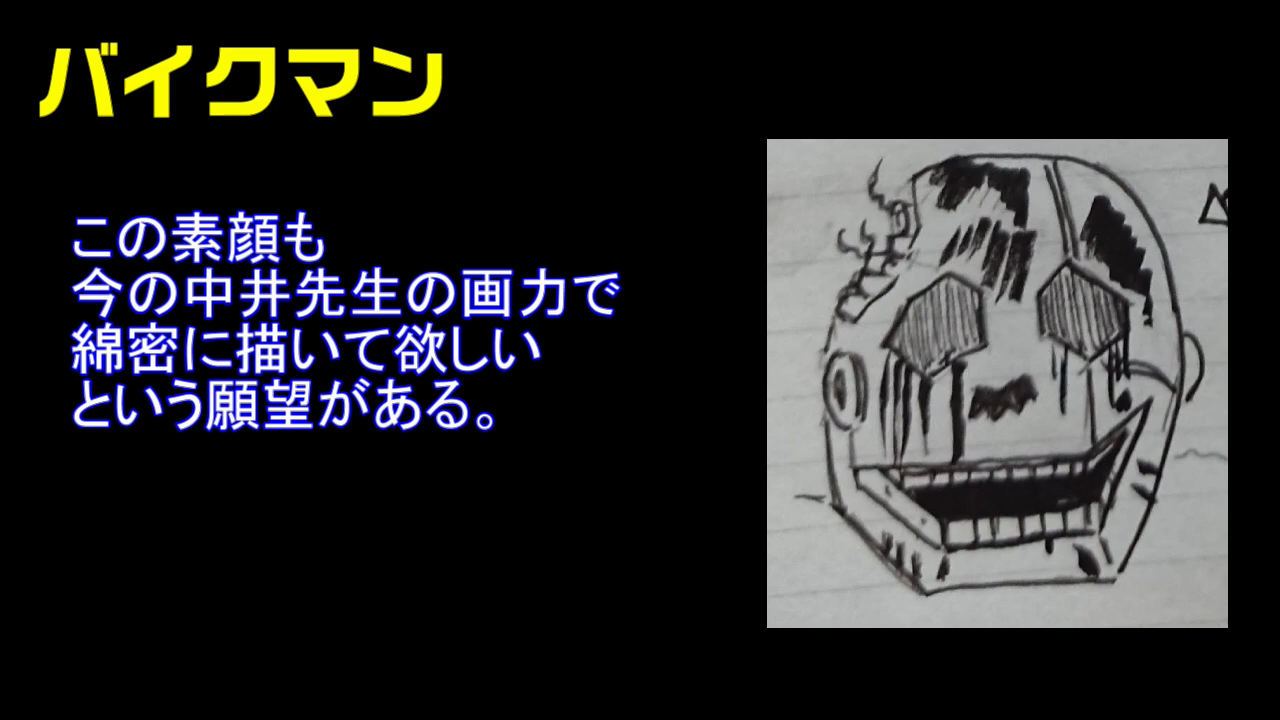 バイクマン
この素顔も
今の中井先生の画力で
綿密に描いて欲しい
という願望がある。